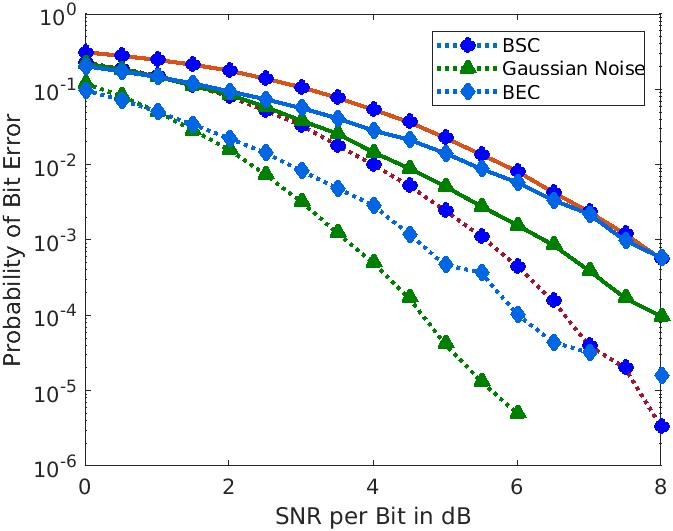 10^0
10^-1
10^-2
10^-3
10^-4
10^-5
10^-6
Probability of Bit Error
BSC
Gaussian Noise
BEC
0 2 4 6 8
SNR per Bit in dB